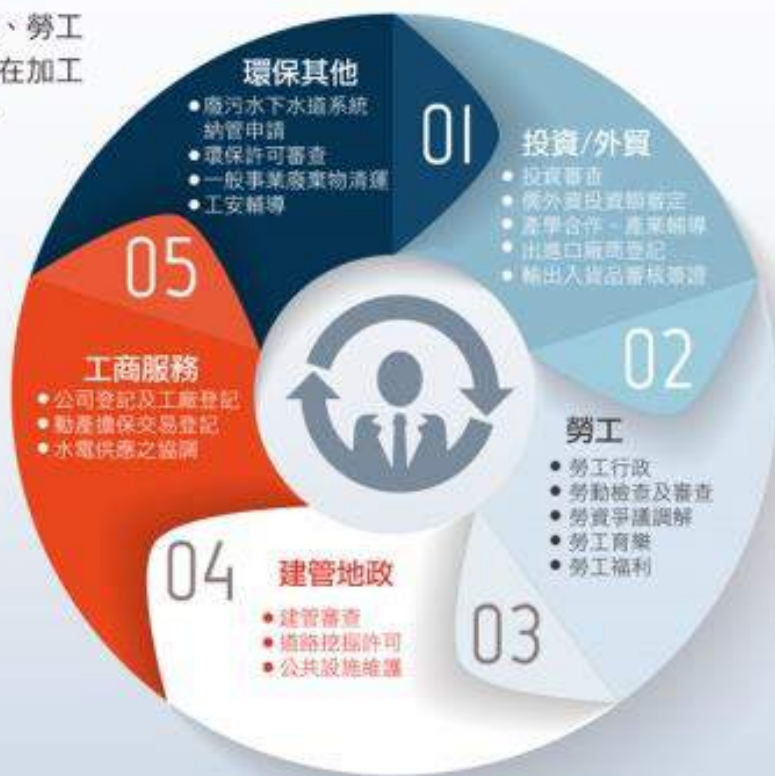 、勞工
在加工
環保其他
●廢污水下水道系統
納管申請
●環保許可審查
●一般事業廢棄物清運
●工安輔導
01
投資/外貿
●投資審查
●僑外資投資額審定
●產學合作、產業輔導
●出進口廠商登記
●輸出入貨品審核簽證
02
勞工
●勞工行政
●勞動檢查及審查
●勞資爭議調解
●勞工育樂
●勞工福利
03
建管地政
●建管審查
●道路挖掘許可
●公共設施維護
04
工商服務
●公司登記及工廠登記
●動產擔保交易登記
●水電供應之協調
05